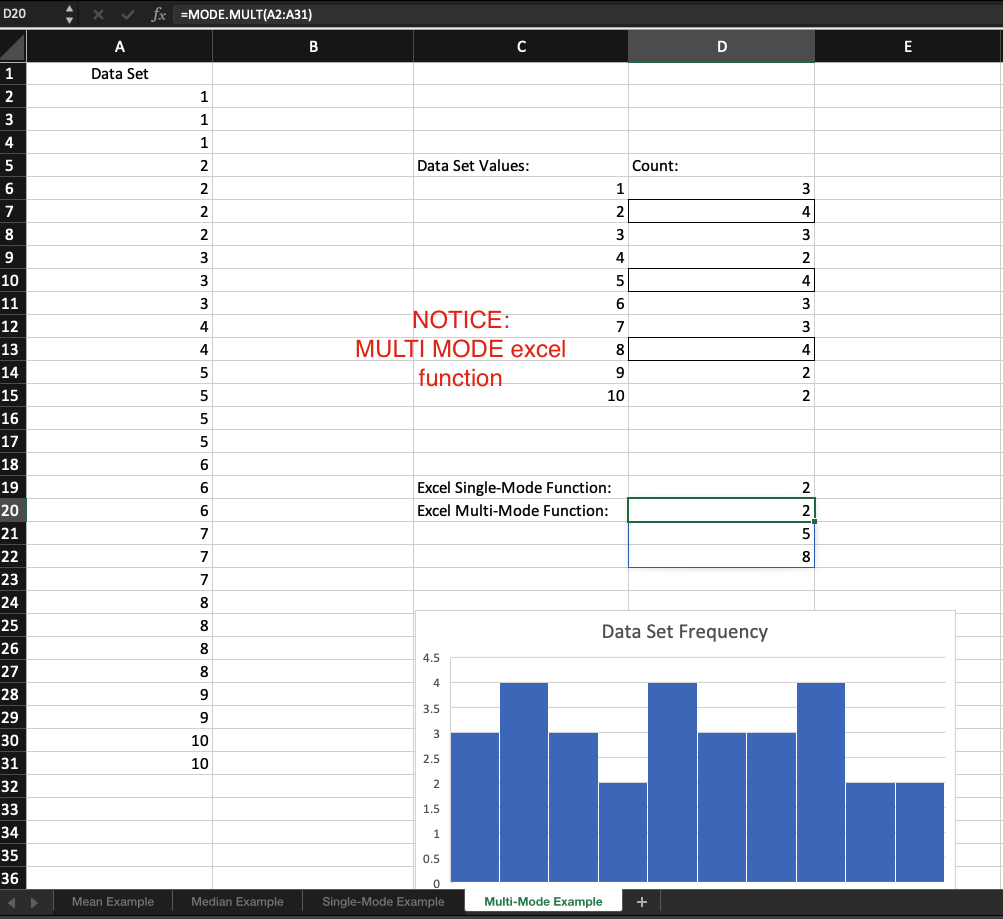 D20 fx =MODE.MULT(A2:A31)
A B C D E
1 Data Set
2 1
3 1
4 1
5 2 Data Set Values: Count:
6 2 1 3
7 2 2 4
8 2 3 3
9 3 4 2
10 3 5 4
11 3 6 3
12 4 7 3
13 4 8 4
14 5 9 2
15 5 10 2
NOTICE:
MULTI MODE excel
function
16 5
17 5
18 6
19 6 Excel Single-Mode Function: 2
20 6 Excel Multi-Mode Function: 2
21 7 5
22 7 8
23 7
24 8
25 8
26 8
27 8
28 9
29 9
30 10
31 10
32
33
34
35
36
Data Set Frequency
4.5
4
3.5
3
2.5
2
1.5
1
0.5
0
Mean Example Median Example Single-Mode Example Multi-Mode Example +